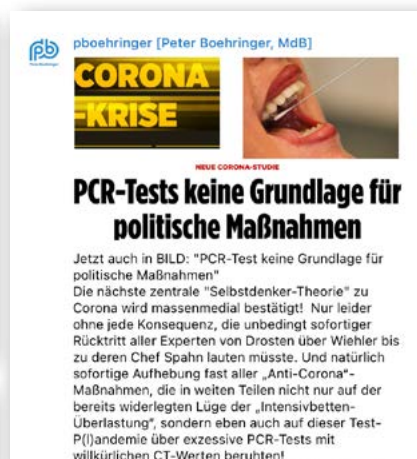 pb
pboehringer [Peter Boehringer, MdB]
CORONA
-KRISE
NEUE CORONA-STUDIE
PCR-Tests keine Grundlage für
politische Maßnahmen
Jetzt auch in BILD: "PCR-Test keine Grundlage für
politische Maßnahmen"
Die nächste zentrale "Selbstdenker-Theorie" zu
Corona wird massenmedial bestätigt! Nur leider
ohne jede Konsequenz, die unbedingt sofortiger
Rücktritt aller Experten von Drosten über Wiehler bis
zu deren Chef Spahn lauten müsste. Und natürlich
sofortige Aufhebung fast aller „Anti-Corona“-
Maßnahmen, die in weiten Teilen nicht nur auf der
bereits widerlegten Lüge der „Intensivbetten-
Überlastung“, sondern eben auch auf dieser Test-
P(l)andemie über exzessive PCR-Tests mit
willkürlichen CT-Werten beruhten!